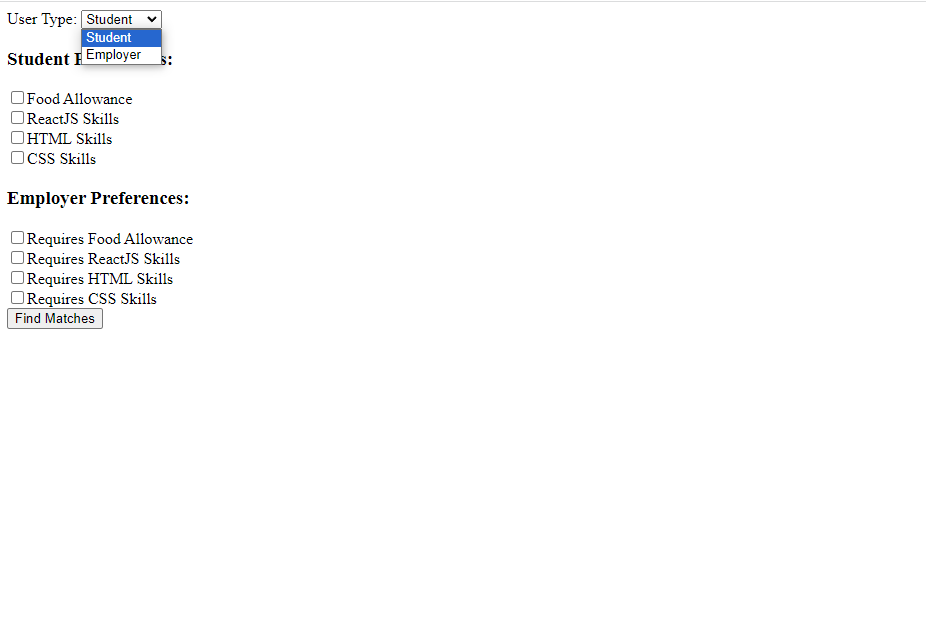 User Type: Student
Student
Employer
Student s:
Food Allowance
ReactJS Skills
HTML Skills
CSS Skills
Employer Preferences:
Requires Food Allowance
Requires ReactJS Skills
Requires HTML Skills
Requires CSS Skills
Find Matches